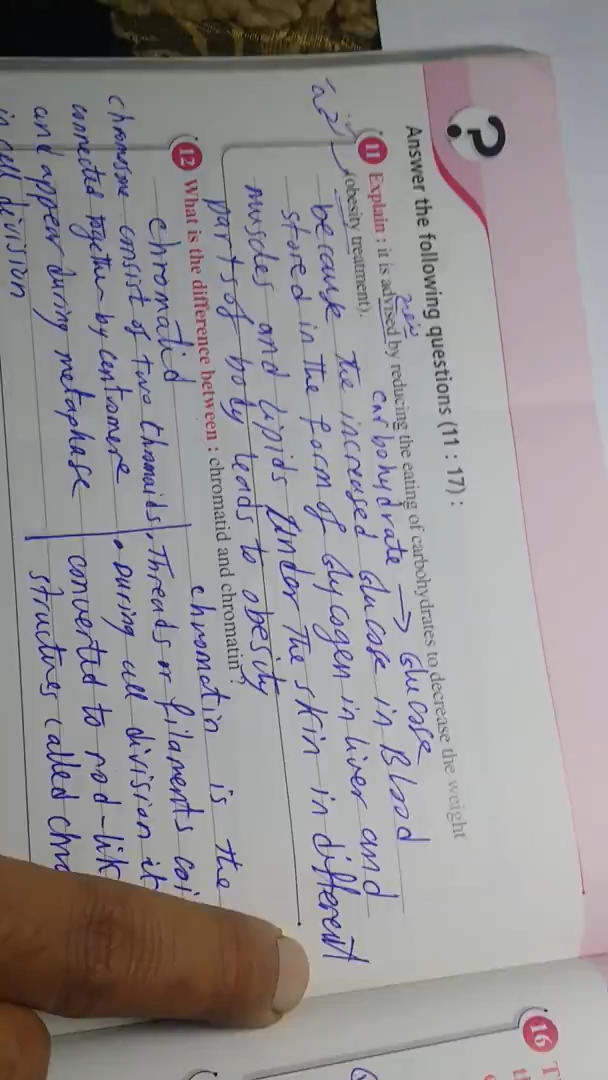 ?
Answer the following questions (11 : 17) :
11 Explain : it is advised by reducing the eating of carbohydrates to decrease the weight
(obesity treatment).
carbohydrate → Glucose
because the increased Glucose in Blood
stored in the form of Glycogen in liver and
muscles and lipids Under the skin in different
parts of body leads to obesity
12 What is the difference between : chromatid and chromatin ?
chromatid
consist of two
connected together by centromere
and appear during metaphase
in cell division
chromatin is the
Threads or filaments coi
. During cell division it
converted to rod-lik
structures called chro
16 T